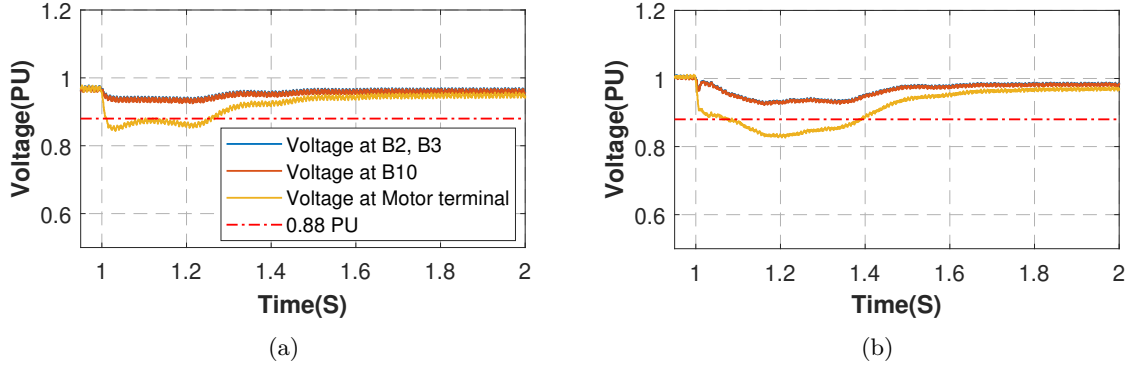 1.2
1
0.8
0.6
Voltage(PU)
Voltage at B2, B3
Voltage at B10
Voltage at Motor terminal
0.88 PU
1 1.2 1.4 1.6 1.8 2
Time(S)
(a)
1.2
1
0.8
0.6
Voltage(PU)
1 1.2 1.4 1.6 1.8 2
Time(S)
(b)